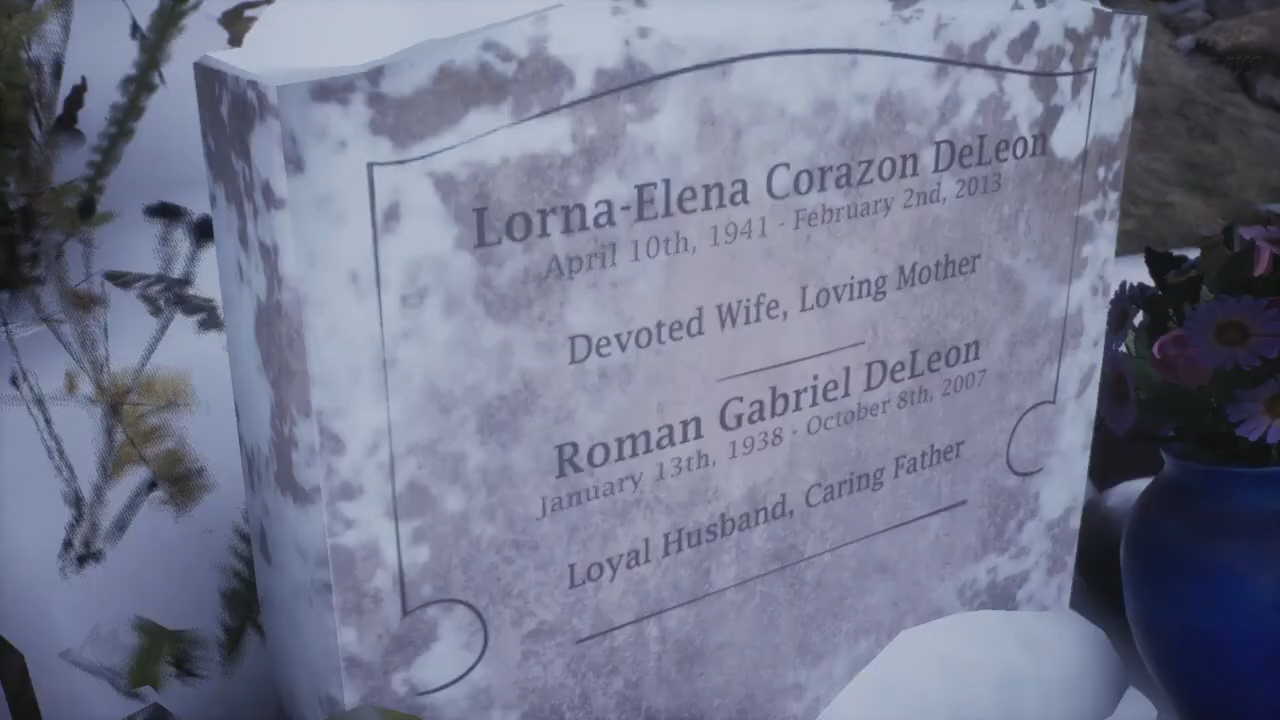 Lorna-Elena Corazon DeLeon
April 10th, 1941 - February 2nd, 2013
Devoted Wife, Loving Mother
Roman Gabriel DeLeon
January 13th, 1938 - October 8th, 2007
Loyal Husband, Caring Father